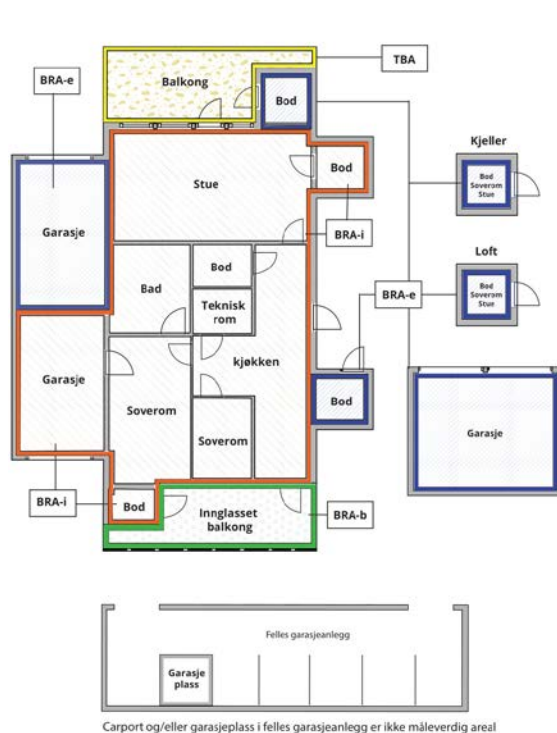 TBA
BRA-e
Balkong
Bod
Kjeller
Bod
Soverom
Stue
Stue
Bod
Garasje
BRA-i
Loft
Bod
Soverom
Stue
Bad
Bod
Teknisk
rom
BRA-e
kjøkken
Garasje
Soverom
Bod
Garasje
Soverom
BRA-i
Bod
Innglasset
balkong
BRA-b
Felles garasjeanlegg
Garasje
plass
Carport og/eller garasjeplass i felles garasjeanlegg er ikke måleverdig areal